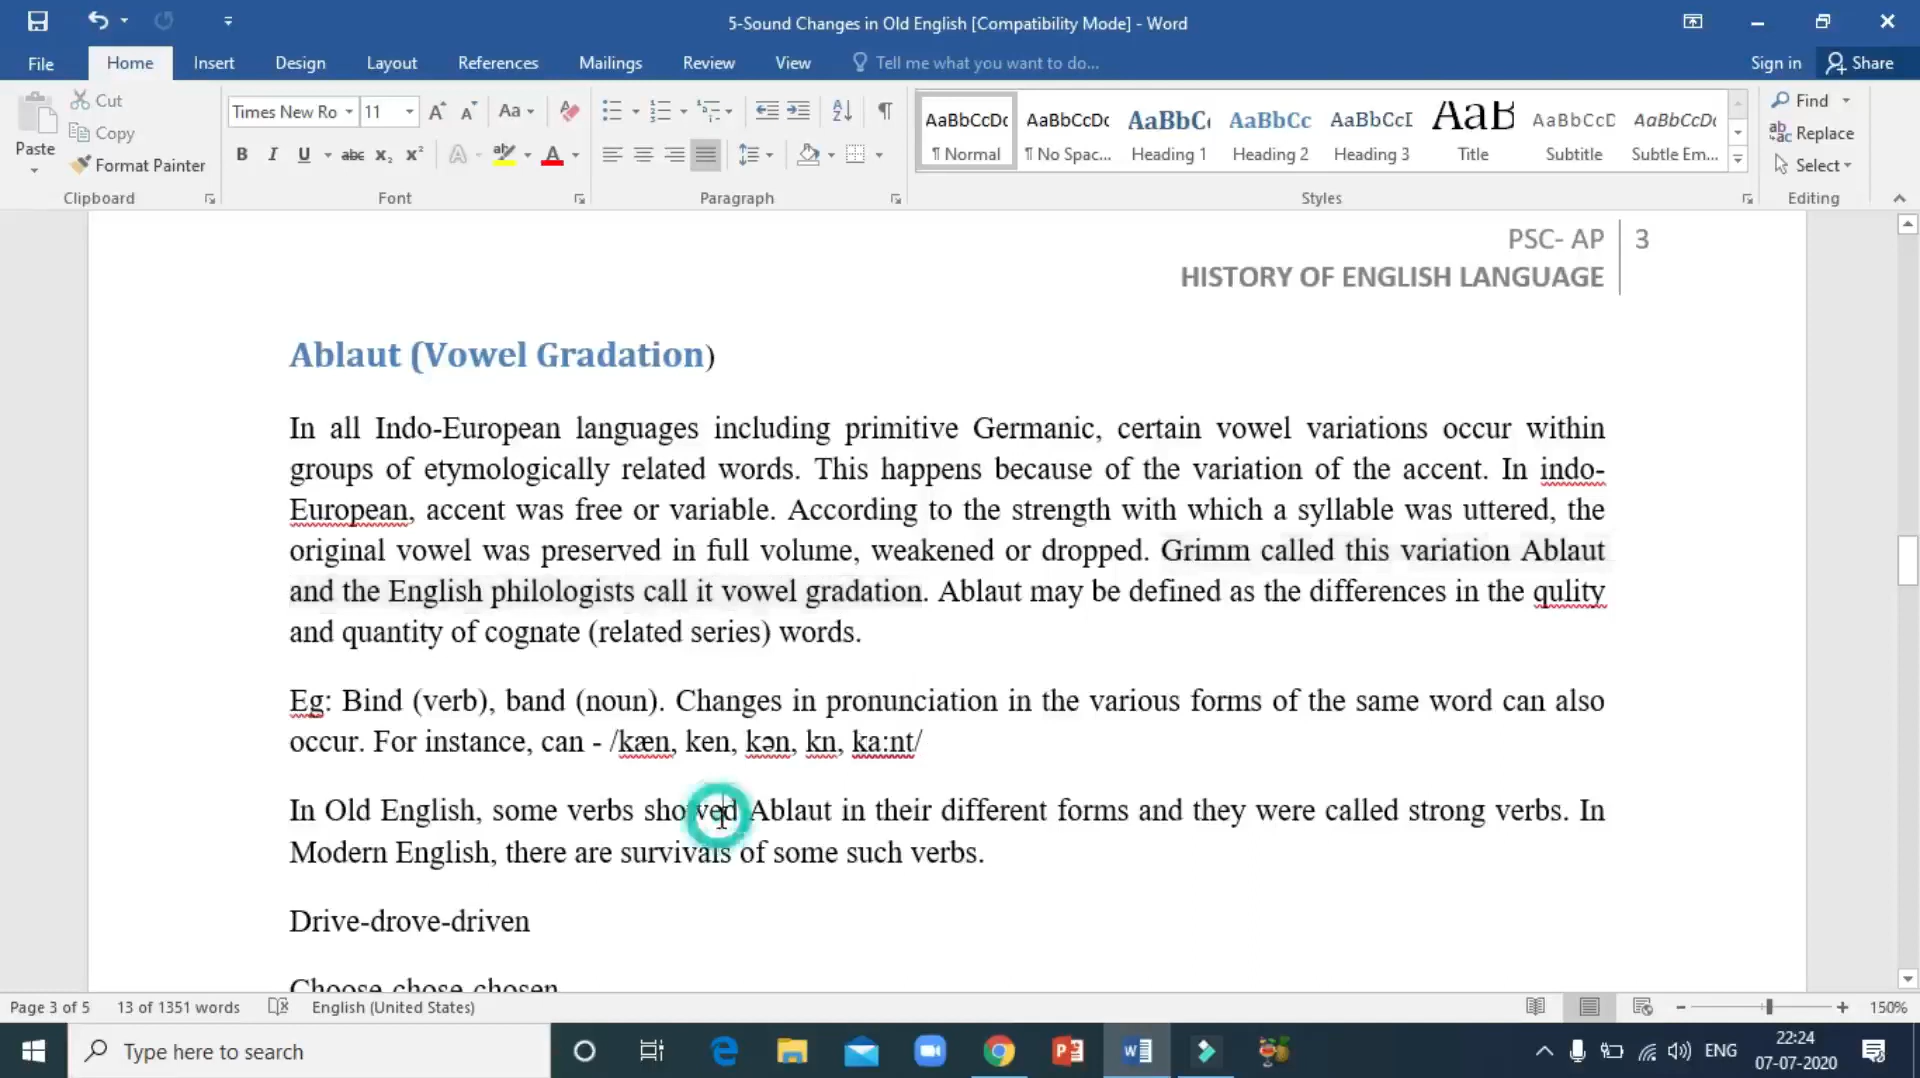 5-Sound Changes in Old English [Compatibility Mode] - Word
File Home Insert Design Layout References Mailings Review View Tell me what you want to do... Sign in Share
Paste Cut Copy Format Painter
Clipboard
Times New Ro 11
Font
Paragraph
AaBbCcDc AaBbCcDc AaBbC AaBbCc AaBbCcI AaB AaBbCcD AaBbCcDc
¶ Normal ¶ No Spac... Heading 1 Heading 2 Heading 3 Title Subtitle Subtle Em...
Styles
Find
Replace
Select
Editing
PSC- AP 3
HISTORY OF ENGLISH LANGUAGE
Ablaut (Vowel Gradation)
In all Indo-European languages including primitive Germanic, certain vowel variations occur within
groups of etymologically related words. This happens because of the variation of the accent. In indo-
European, accent was free or variable. According to the strength with which a syllable was uttered, the
original vowel was preserved in full volume, weakened or dropped. Grimm called this variation Ablaut
and the English philologists call it vowel gradation. Ablaut may be defined as the differences in the qulity
and quantity of cognate (related series) words.
Eg: Bind (verb), band (noun). Changes in pronunciation in the various forms of the same word can also
occur. For instance, can - /kæn, ken, kən, kn, ka:nt/
In Old English, some verbs showed Ablaut in their different forms and they were called strong verbs. In
Modern English, there are survivals of some such verbs.
Drive-drove-driven
Choose-chose-chosen
Page 3 of 5 13 of 1351 words English (United States) 150%
Type here to search
ENG
22:24
07-07-2020